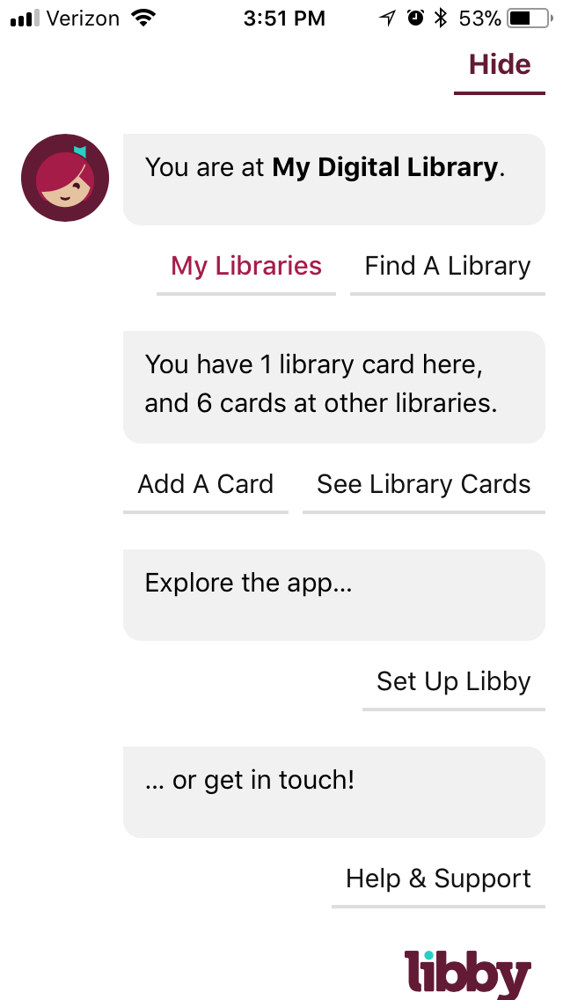 Verizon 3:51 PM 53%
Hide
You are at My Digital Library.
My Libraries Find A Library
You have 1 library card here,
and 6 cards at other libraries.
Add A Card See Library Cards
Explore the app...
Set Up Libby
... or get in touch!
Help & Support
libby